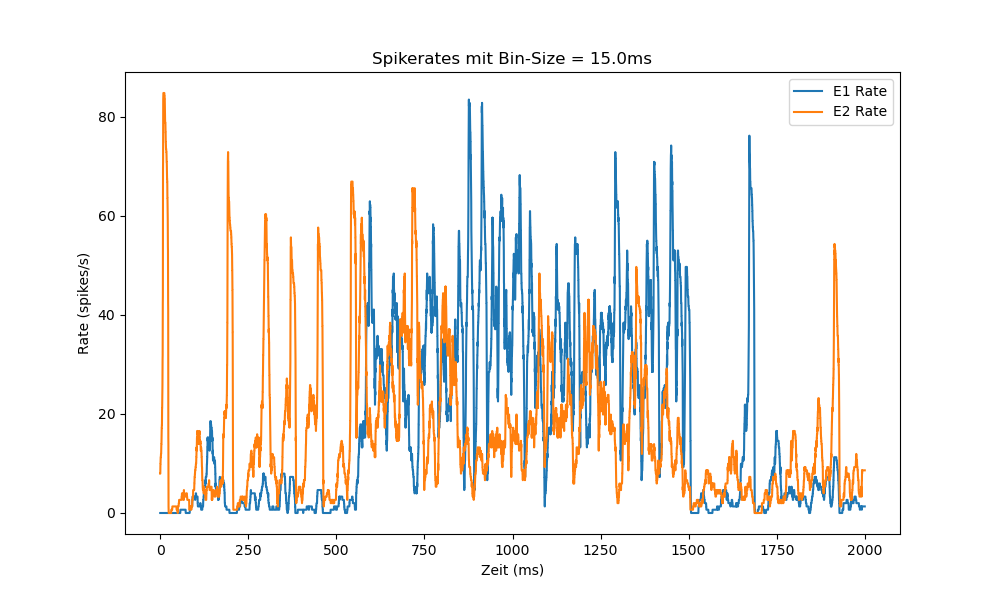 Spikerates mit Bin-Size = 15.0ms
E1 Rate
E2 Rate
80
60
40
20
0
Rate (spikes/s)
0 250 500 750 1000 1250 1500 1750 2000
Zeit (ms)